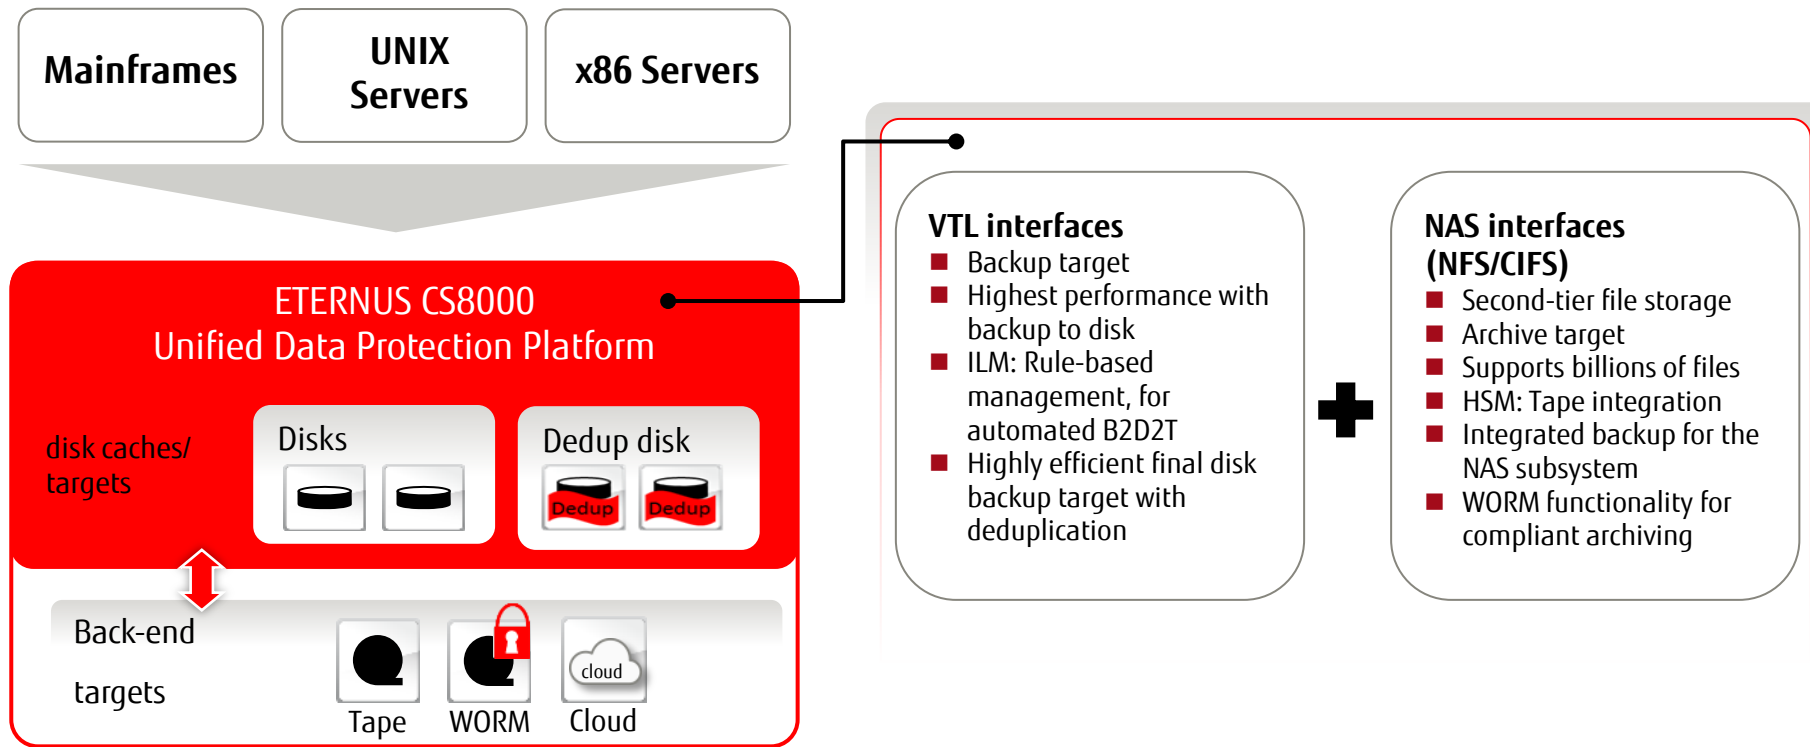 Mainframes
UNIX
Servers
x86 Servers
ETERNUS CS8000
Unified Data Protection Platform
disk caches/
targets
Disks
Dedup disk
Dedup
Dedup
Back-end
targets
cloud
Tape
WORM
Cloud
VTL interfaces
Backup target
Highest performance with
backup to disk
ILM: Rule-based
management, for
automated B2D2T
Highly efficient final disk
backup target with
deduplication
NAS interfaces
(NFS/CIFS)
Second-tier file storage
Archive target
Supports billions of files
HSM: Tape integration
Integrated backup for the
NAS subsystem
WORM functionality for
compliant archiving